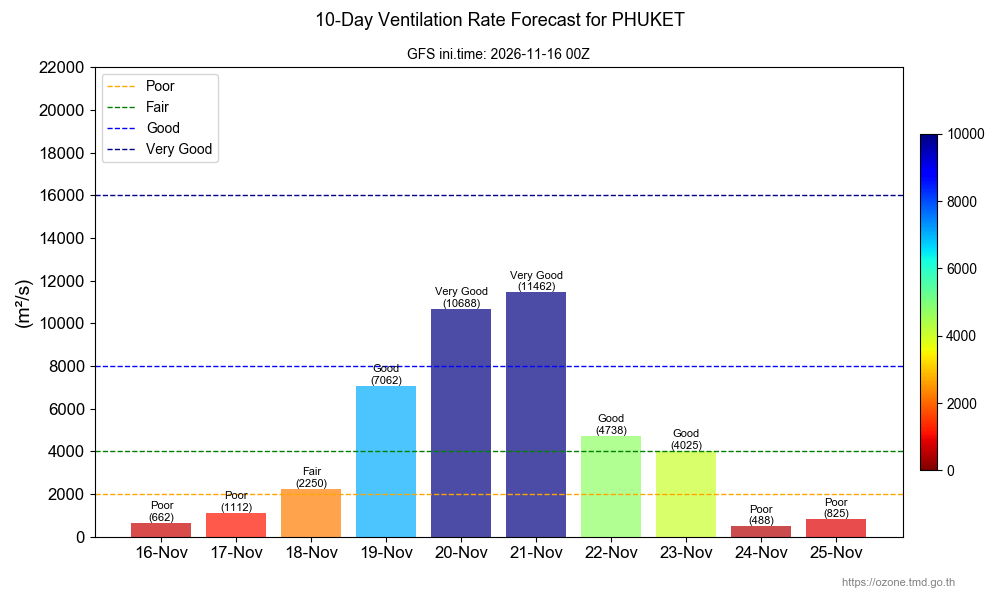 10-Day Ventilation Rate Forecast for PHUKET
GFS ini.time: 2026-11-16 00Z
(m²/s)
22000
20000
18000
16000
14000
12000
10000
8000
6000
4000
2000
0
Poor
Fair
Good
Very Good
Poor
(662)
Poor
(1112)
Fair
(2250)
Good
(7062)
Very Good
(10688)
Very Good
(11462)
Good
(4738)
Good
(4025)
Poor
(488)
Poor
(825)
16-Nov
17-Nov
18-Nov
19-Nov
20-Nov
21-Nov
22-Nov
23-Nov
24-Nov
25-Nov
10000
8000
6000
4000
2000
0
https://ozone.tmd.go.th